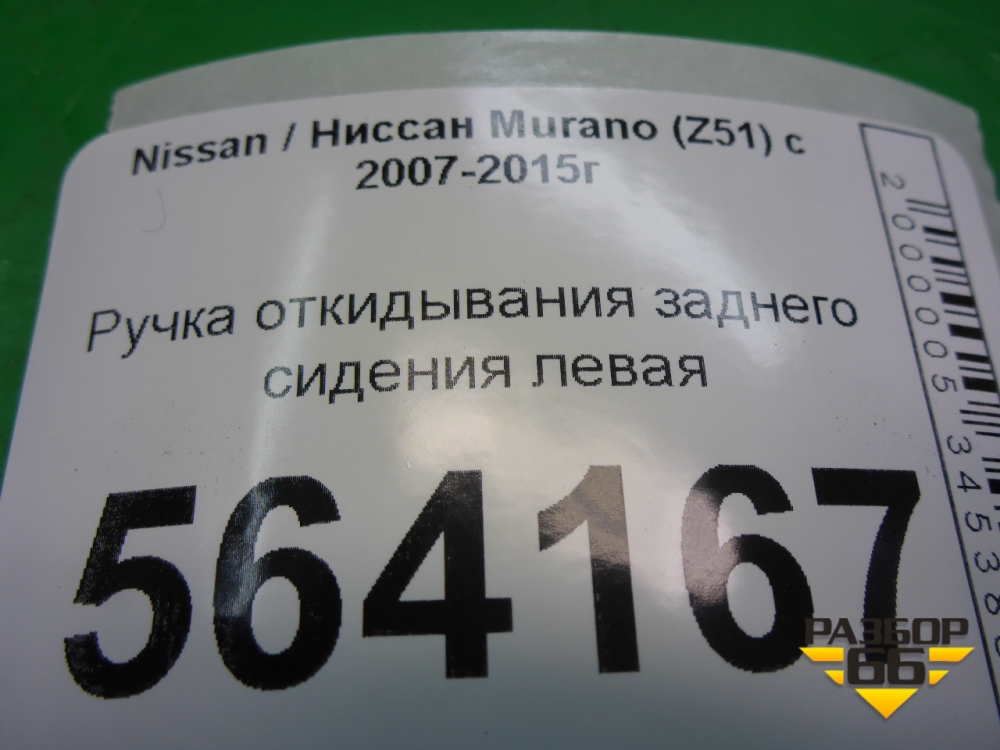 Nissan / Ниссан Murano (Z51) с
2007-2015г
Ручка откидывания заднего
сидения левая
564167
2000005345380
РАЗБОР
66